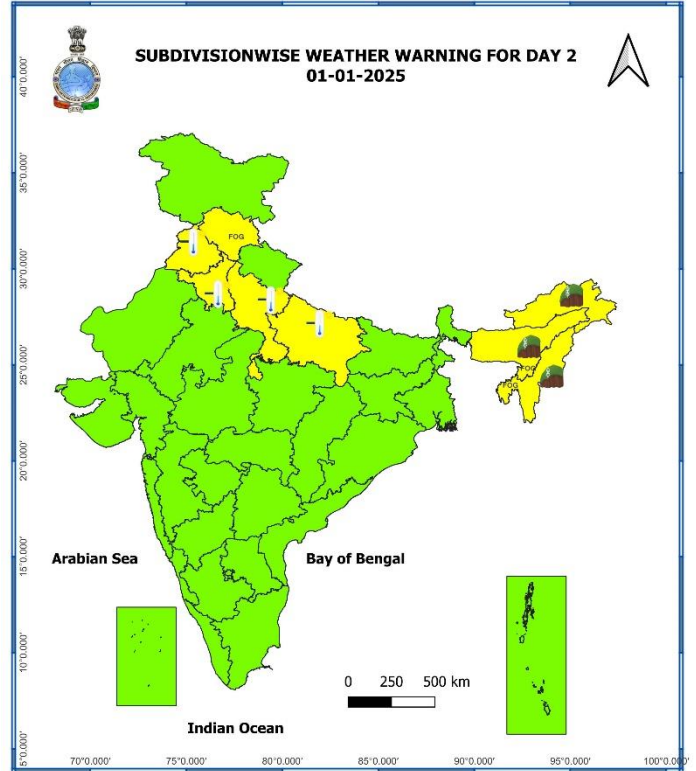 SUBDIVISIONWISE WEATHER WARNING FOR DAY 2
01-01-2025
40°0.000'
35°0.000'
30°0.000'
25°0.000'
20°0.000'
15°0.000'
10°0.000'
5°0.000'
FOG
FOG
FOG
Arabian Sea
Bay of Bengal
0 250 500 km
Indian Ocean
70°0.000' 75°0.000' 80°0.000' 85°0.000' 90°0.000' 95°0.000' 100°0.000'